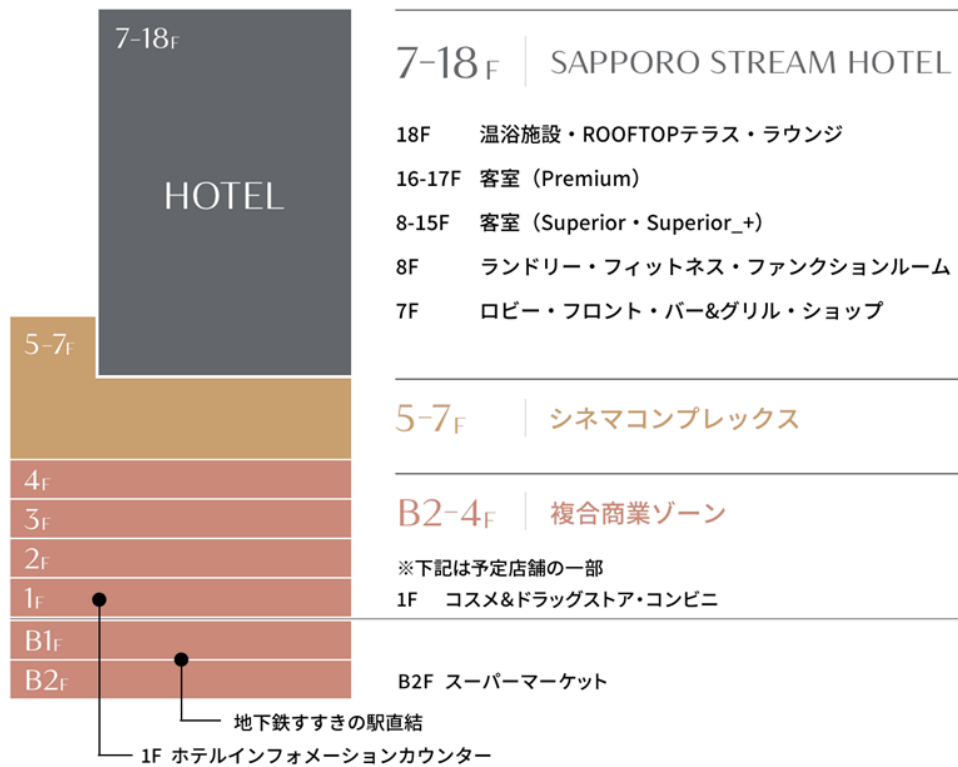 7-18F
HOTEL
5-7F
4F
3F
2F
1F
B1F
B2F
地下鉄すすきの駅直結
1F ホテルインフォメーションカウンター
7-18F SAPPORO STREAM HOTEL
18F 温浴施設・ROOFTOPテラス・ラウンジ
16-17F 客室（Premium）
8-15F 客室（Superior・Superior_+）
8F ランドリー・フィットネス・ファンクションルーム
7F ロビー・フロント・バー&グリル・ショップ
5-7F シネマコンプレックス
B2-4F 複合商業ゾーン
※下記は予定店舗の一部
1F コスメ&ドラッグストア・コンビニ
B2F スーパーマーケット